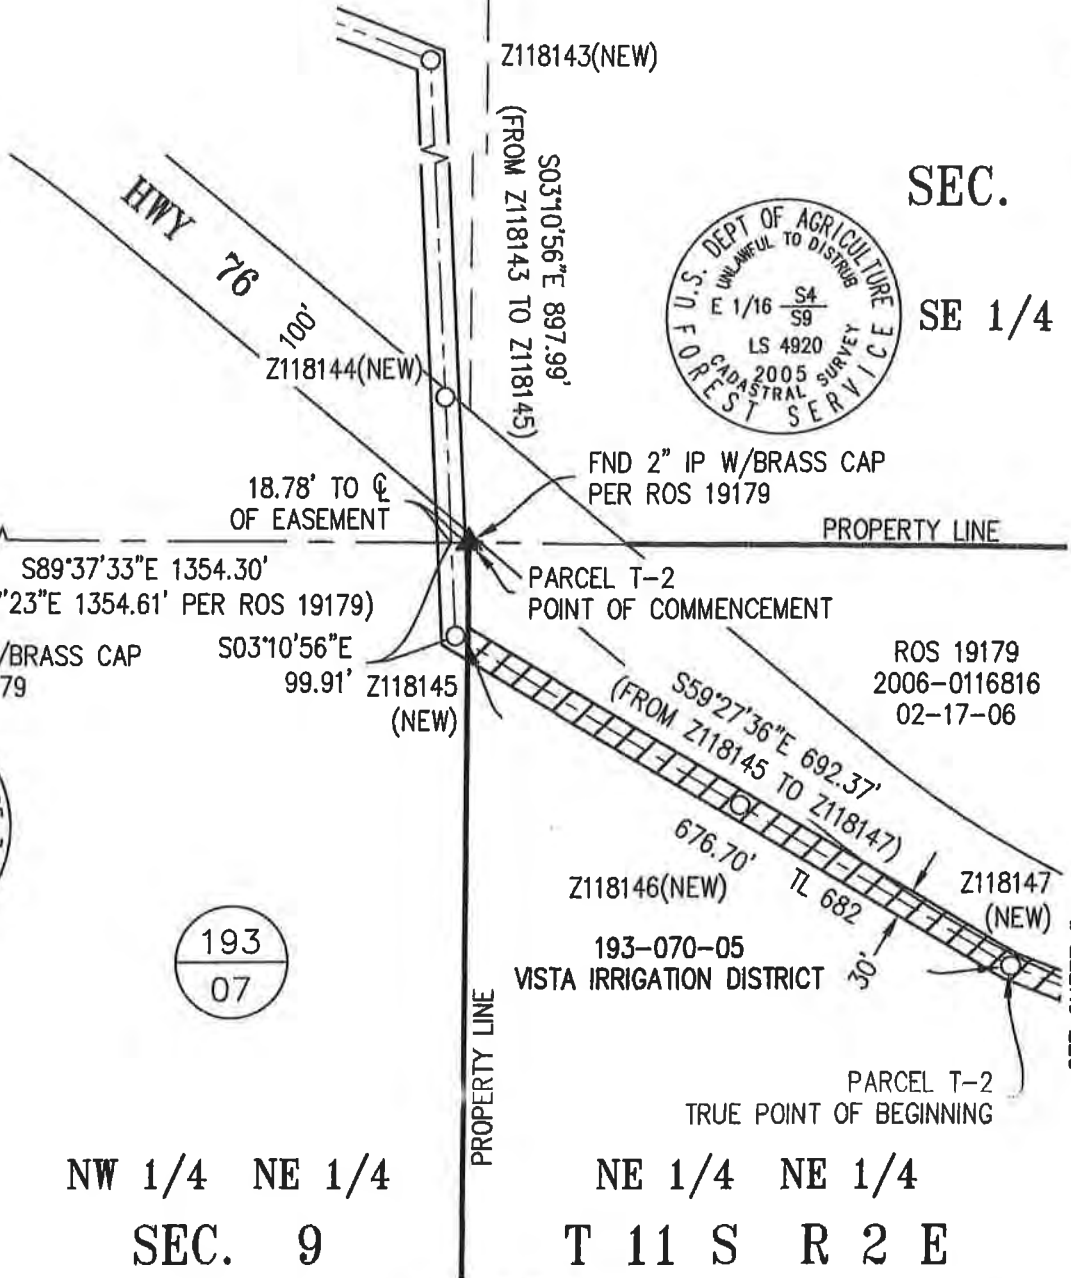 Z118143(NEW)
S03°10'56"E 897.99'
(FROM Z118143 TO Z118145)
SEC.
HWY 76
100'
U.S. DEPT OF AGRICULTURE
UNLAWFUL TO DISTRUB
E 1/16 S4
S9
LS 4920
2005
CADASTRAL SURVEY
FOREST SERVICE
SE 1/4
Z118144(NEW)
FND 2" IP W/BRASS CAP
PER ROS 19179
18.78' TO ℄
OF EASEMENT
PROPERTY LINE
S89°37'33"E 1354.30'
'23"E 1354.61' PER ROS 19179)
PARCEL T-2
POINT OF COMMENCEMENT
/BRASS CAP
79
S03°10'56"E
99.91'
Z118145
(NEW)
ROS 19179
2006-0116816
02-17-06
S59°27'36"E 692.37'
(FROM Z118145 TO Z118147)
676.70'
TL 682
Z118146(NEW)
Z118147
(NEW)
30'
193-070-05
VISTA IRRIGATION DISTRICT
193
07
PROPERTY LINE
PARCEL T-2
TRUE POINT OF BEGINNING
NW 1/4 NE 1/4
NE 1/4 NE 1/4
SEC. 9
T 11 S R 2 E